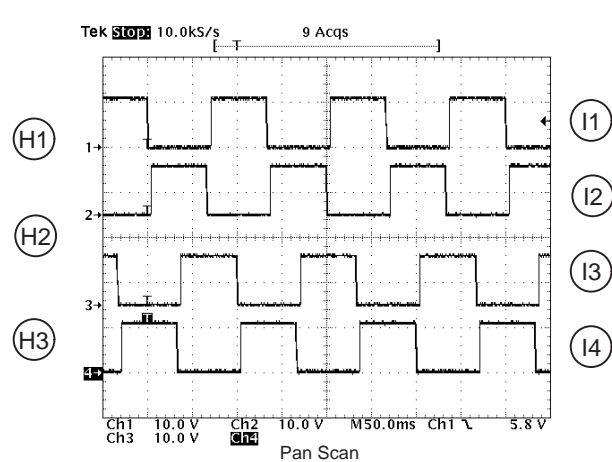 Tek Stop: 10.0kS/s 9 Acqs
[ T ]
H1
I1
1→
T
I2
2→
T
H2
I3
3→
T
T
H3
I4
4→
Ch1 10.0 V Ch2 10.0 V M50.0ms Ch1 5.8 V
Ch3 10.0 V Ch4
Pan Scan